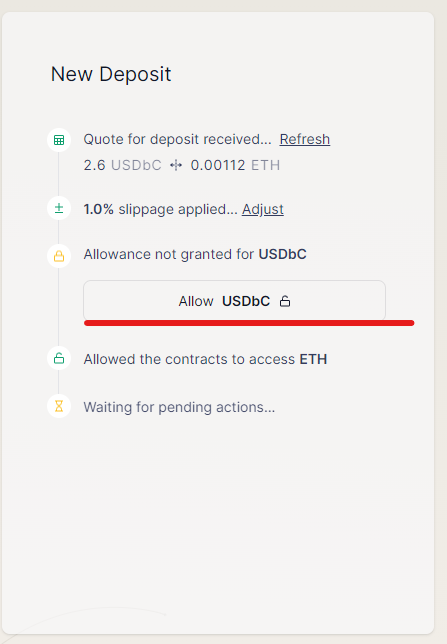 New Deposit
Quote for deposit received... Refresh
2.6 USDbC 0.00112 ETH
1.0% slippage applied... Adjust
Allowance not granted for USDbC
Allow USDbC
Allowed the contracts to access ETH
Waiting for pending actions...